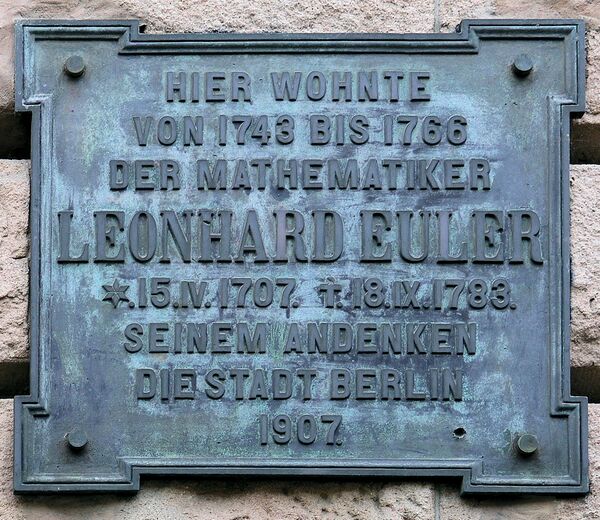 HIER WOHNTE
VON 1743 BIS 1766
DER MATHEMATIKER
LEONHARD EULER
*.15.IV.1707. †.18.IX.1783.
SEINEM ANDENKEN
DIE STADT BERLIN
1907.